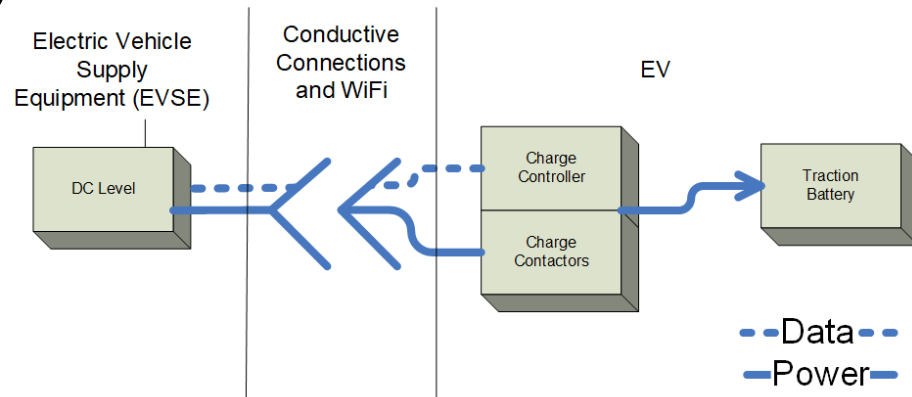 Electric Vehicle
Supply
Equipment (EVSE)
Conductive
Connections
and WiFi
EV
DC Level
Charge
Controller
Charge
Contactors
Traction
Battery
Data
Power